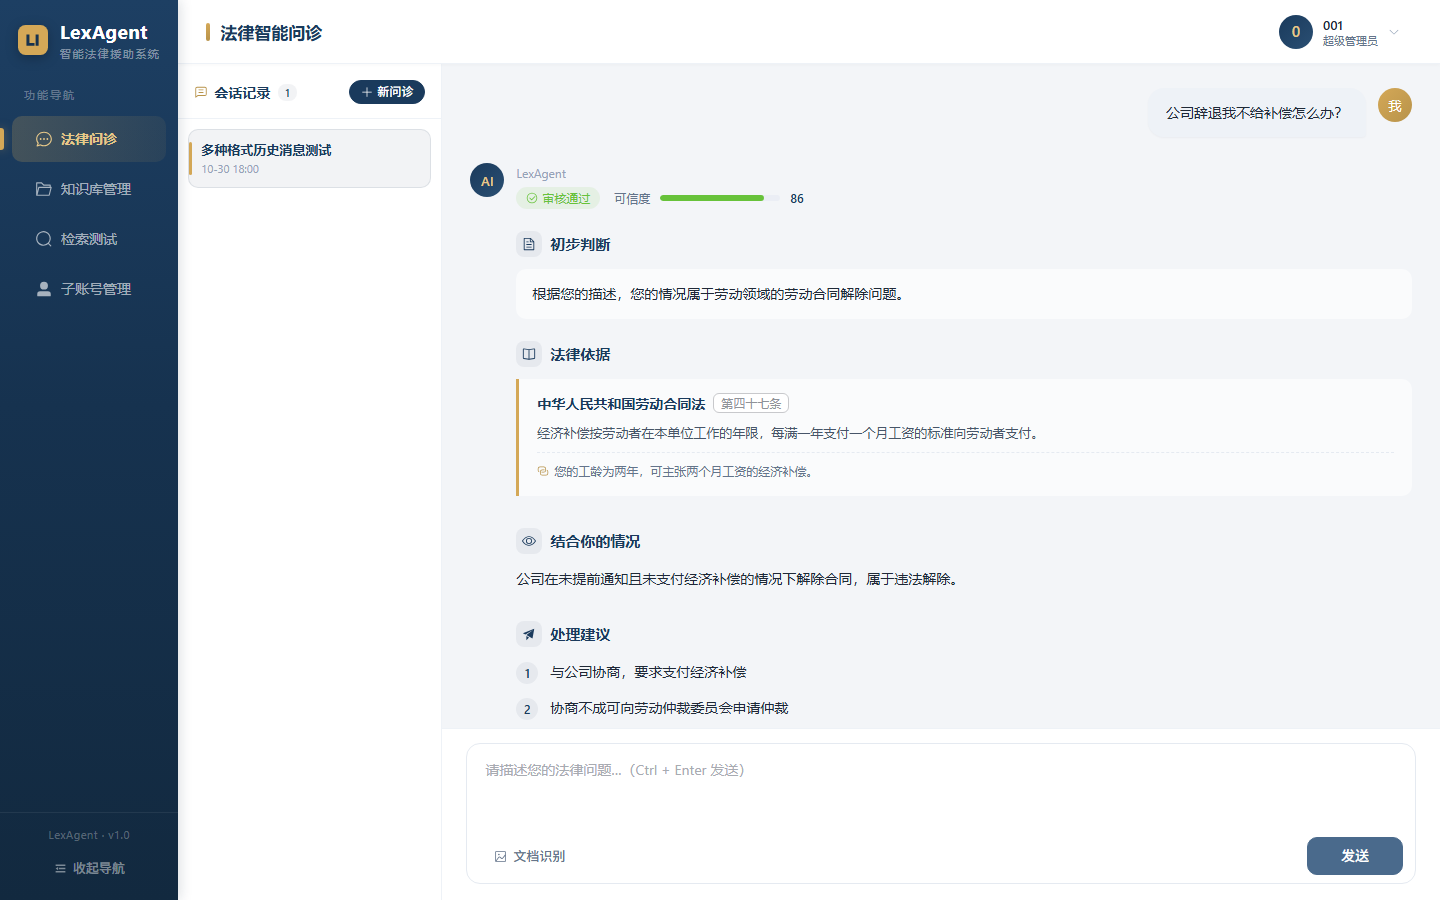 LI
LexAgent
智能法律援助系统
功能导航
法律问诊
知识库管理
检索测试
子账号管理
LexAgent · v1.0
收起导航
法律智能问诊
0
001
超级管理员
会话记录
1
新问诊
多种格式历史消息测试
10-30 18:00
公司辞退我不给补偿怎么办？
我
AI
LexAgent
审核通过
可信度
86
初步判断
根据您的描述，您的情况属于劳动领域的劳动合同解除问题。
法律依据
中华人民共和国劳动合同法 第四十七条
经济补偿按劳动者在本单位工作的年限，每满一年支付一个月工资的标准向劳动者支付。
您的工龄为两年，可主张两个月工资的经济补偿。
结合你的情况
公司在未提前通知且未支付经济补偿的情况下解除合同，属于违法解除。
处理建议
1 与公司协商，要求支付经济补偿
2 协商不成可向劳动仲裁委员会申请仲裁
请描述您的法律问题...（Ctrl + Enter 发送）
文档识别
发送